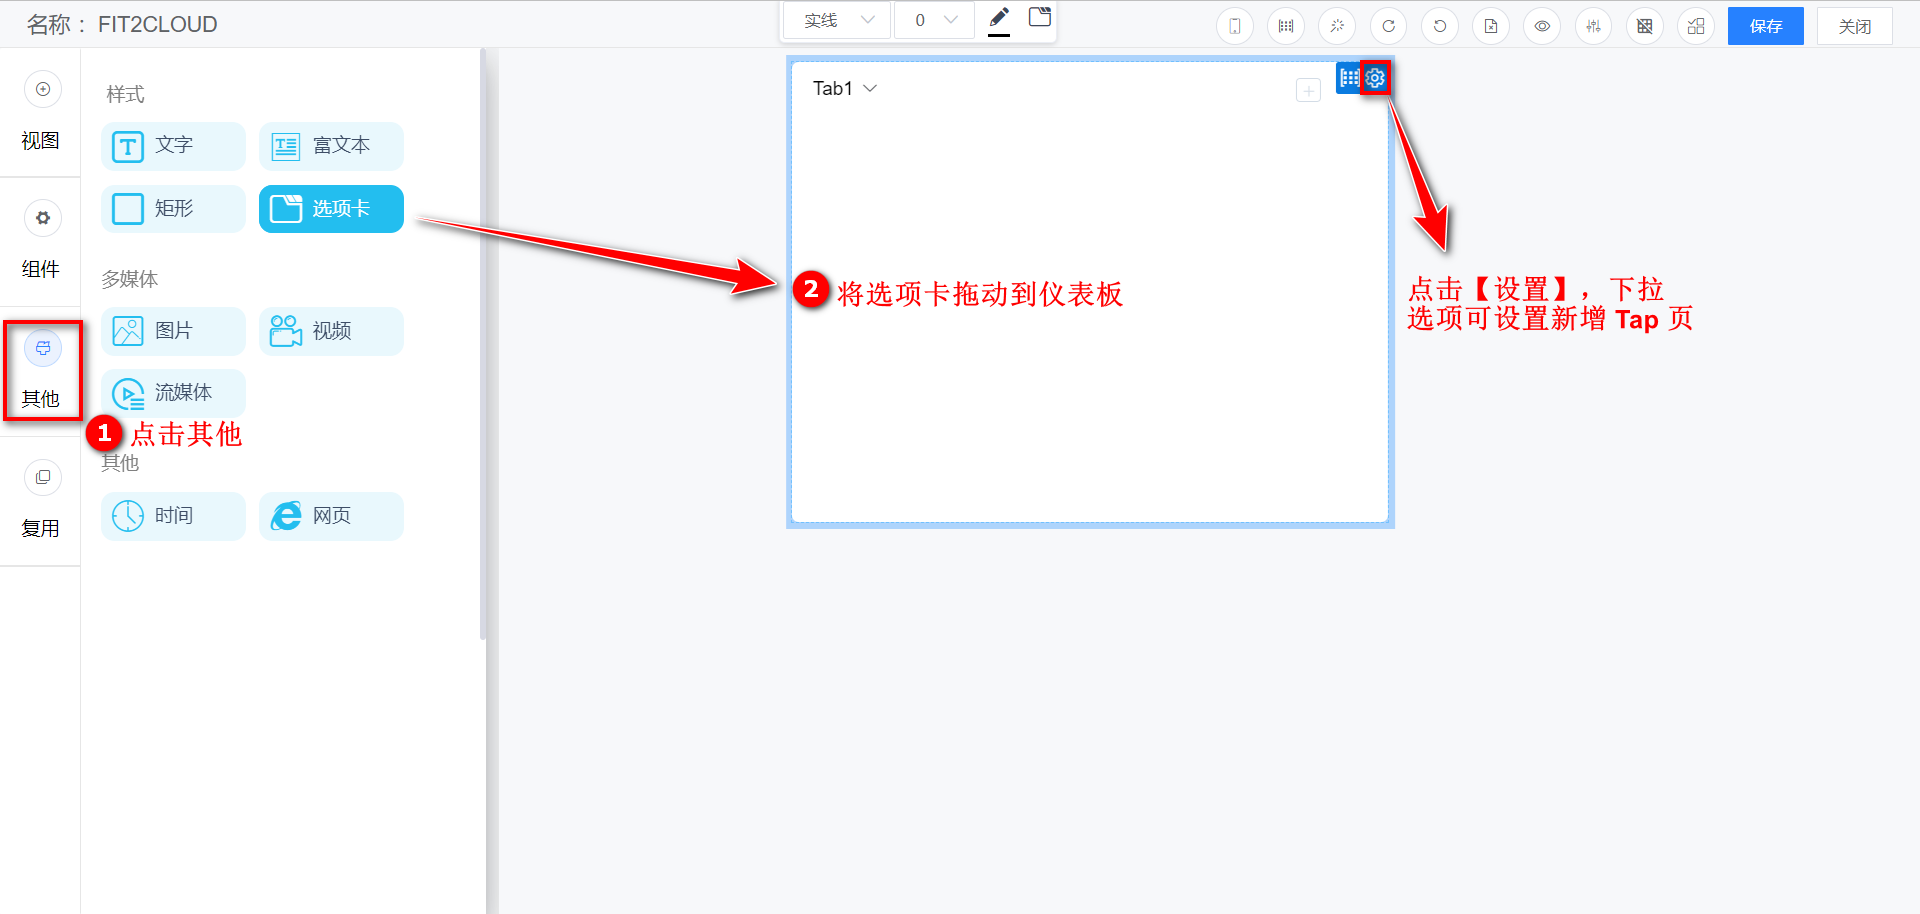 名称： FIT2CLOUD
实线
0
保存
关闭
视图
组件
其他
复用
样式
文字
富文本
矩形
选项卡
多媒体
图片
视频
流媒体
1 点击其他
其他
时间
网页
Tab1
2 将选项卡拖动到仪表板
点击【设置】，下拉
选项可设置新增 Tap 页